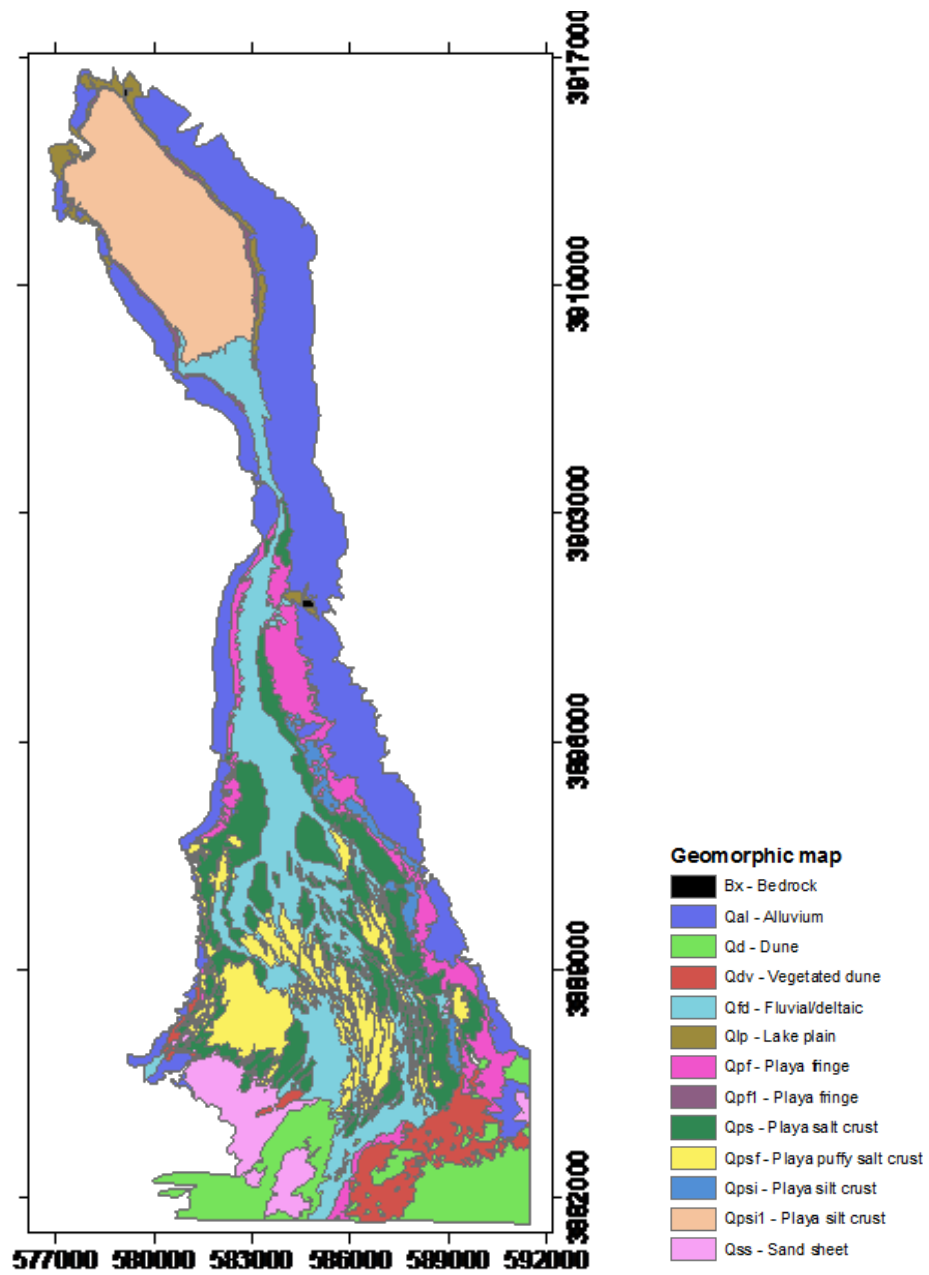 3917000
3910000
3903000
3896000
3889000
3882000
577000 580000 583000 586000 589000 592000
Geomorphic map
Bx - Bedrock
Qal - Alluvium
Qd - Dune
Qdv - Vegetated dune
Qfd - Fluvial/deltaic
Qlp - Lake plain
Qpf - Playa fringe
Qpf1 - Playa fringe
Qps - Playa salt crust
Qpsf - Playa puffy salt crust
Qpsi - Playa silt crust
Qpsi1 - Playa silt crust
Qss - Sand sheet